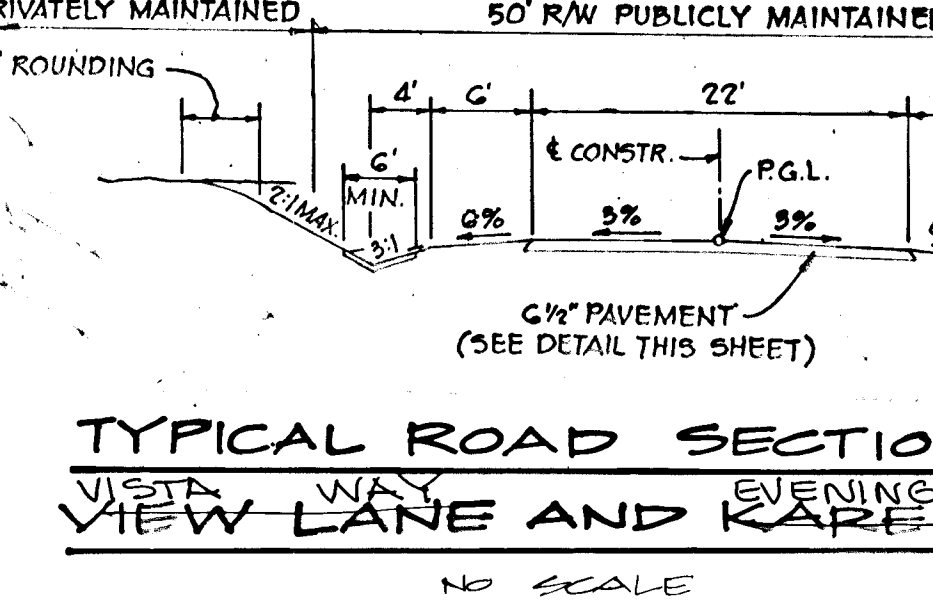 RIVATELY MAINTAINED
50' R/W PUBLICLY MAINTAINE
' ROUNDING
4'
6'
22'
℄ CONSTR.
P.G.L.
6'
MIN.
2:1 MAX.
3:1
6%
3%
3%
6½" PAVEMENT
(SEE DETAIL THIS SHEET)
TYPICAL ROAD SECTIO
VISTA WAY EVENING
VIEW LANE AND KARE
NO SCALE